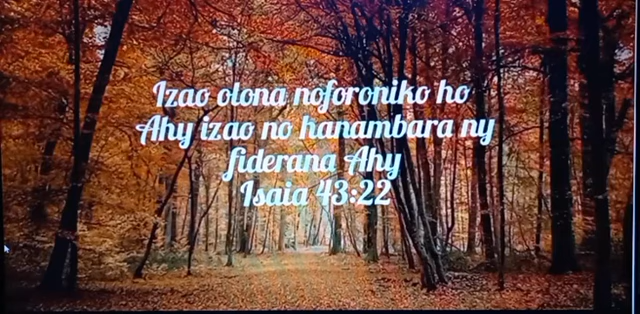 Izao olona noforoniko ho
Ahy izao no hanambara ny
fiderana Ahy
Isaia 43:22